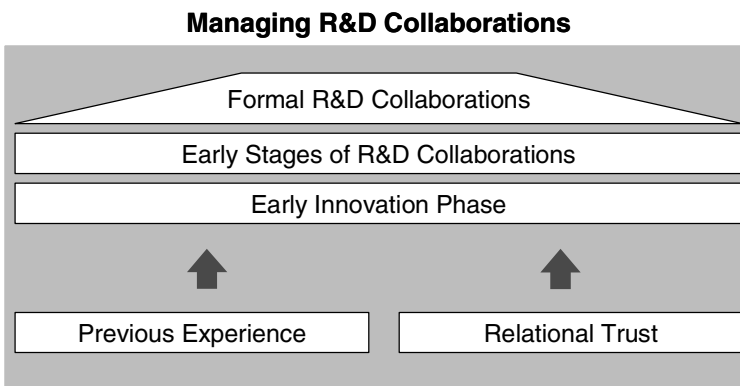 Managing R&D Collaborations
Formal R&D Collaborations
Early Stages of R&D Collaborations
Early Innovation Phase
Previous Experience
Relational Trust